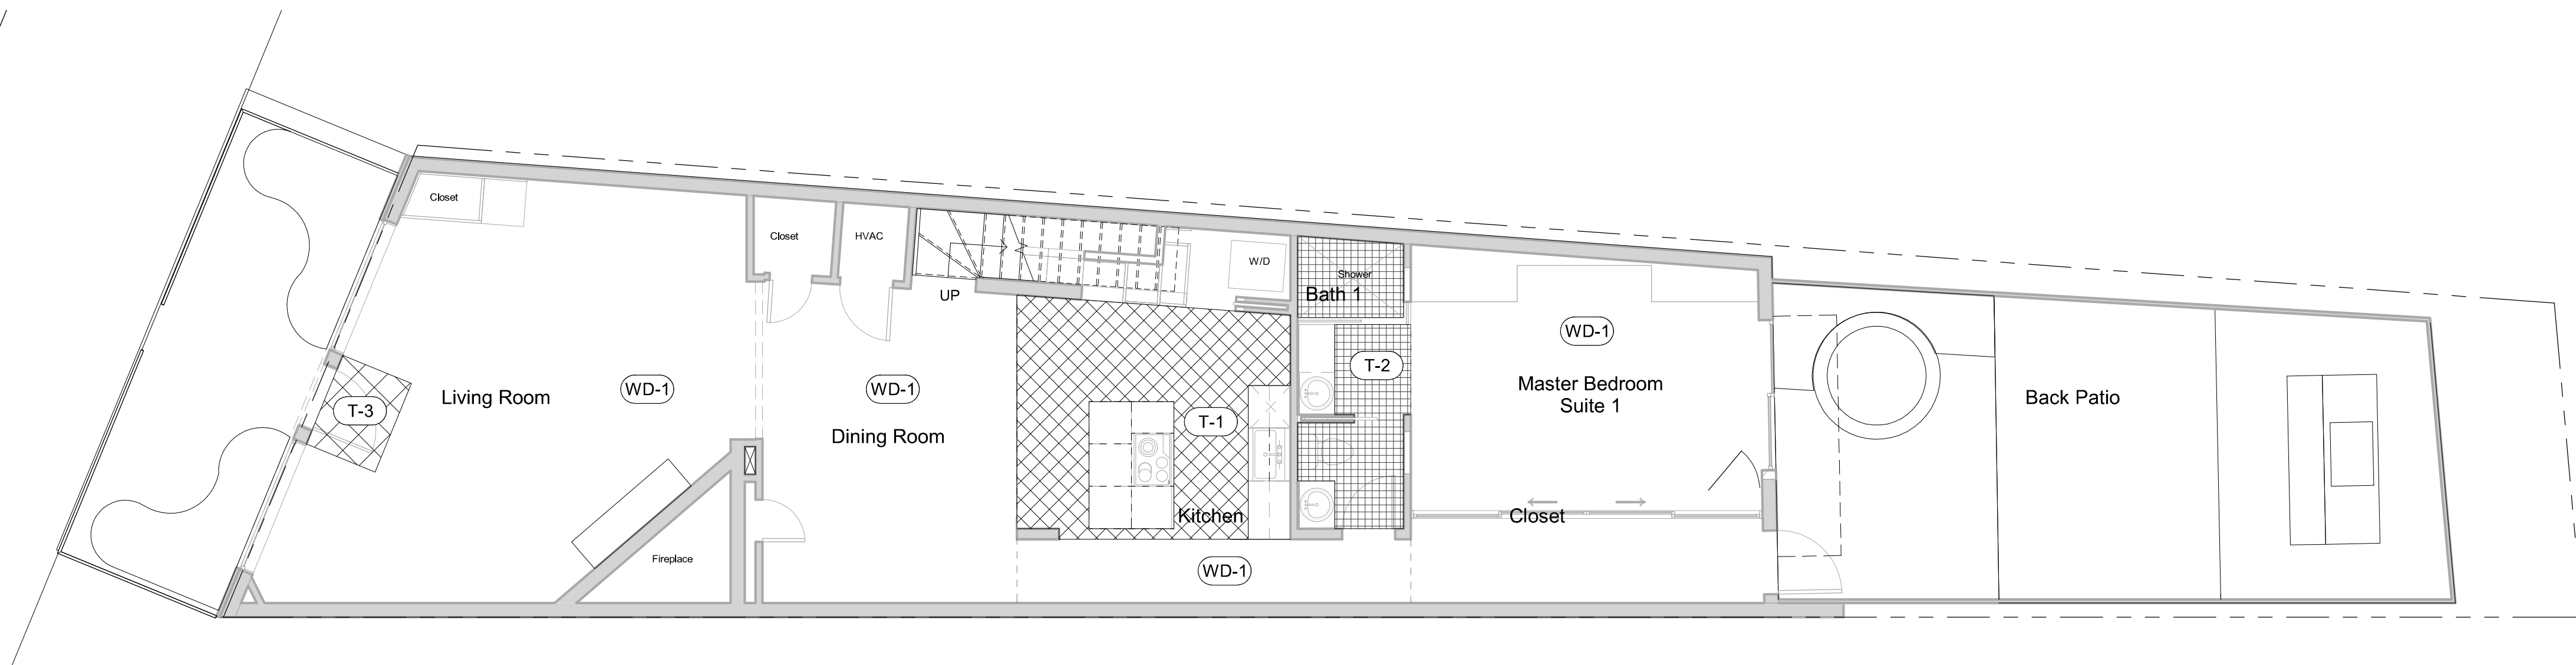 Closet
Closet
HVAC
UP
W/D
Shower
Bath 1
WD-1
T-2
Master Bedroom
Suite 1
Living Room
WD-1
WD-1
T-3
Dining Room
T-1
Back Patio
Kitchen
Closet
Fireplace
WD-1